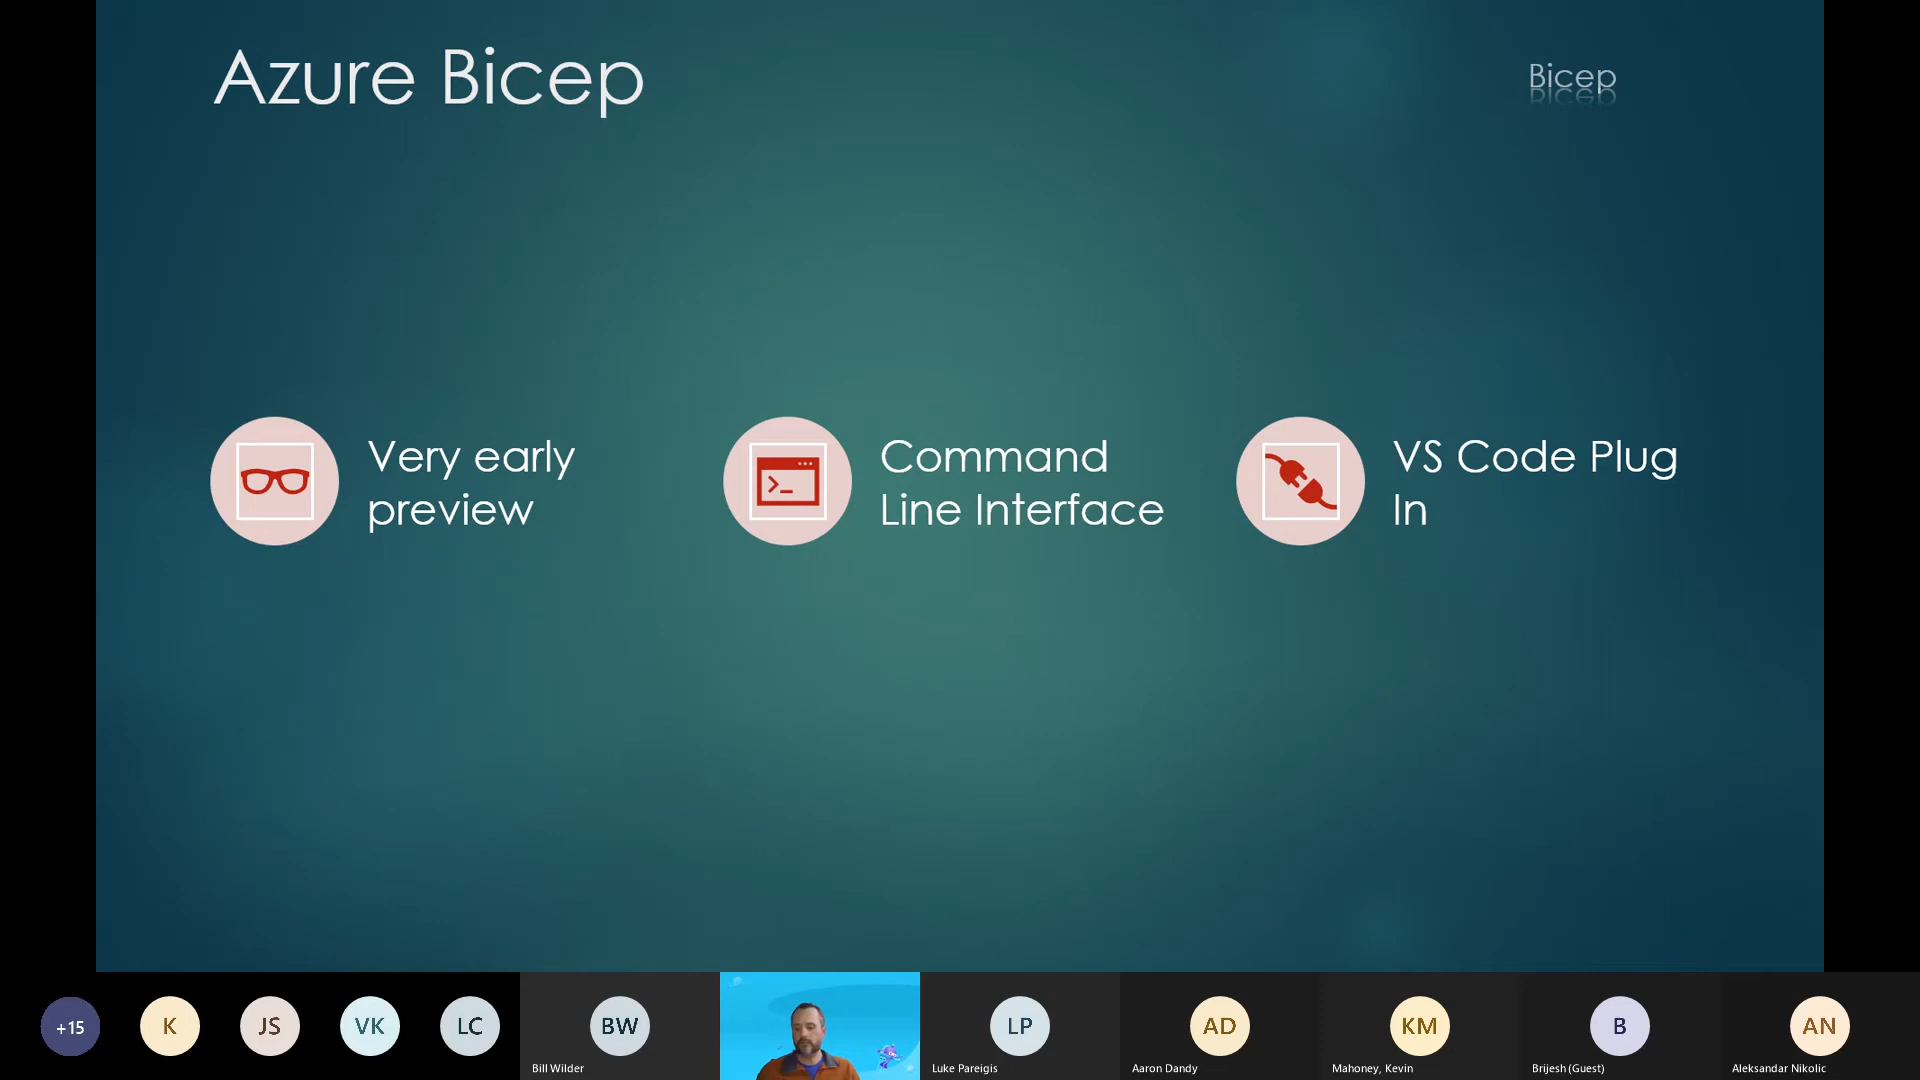 Azure Bicep
Bicep
Very early
preview
Command
Line Interface
VS Code Plug
In
+15
K
JS
VK
LC
BW
Bill Wilder
LP
Luke Pareigis
AD
Aaron Dandy
KM
Mahoney, Kevin
B
Brijesh (Guest)
AN
Aleksandar Nikolic